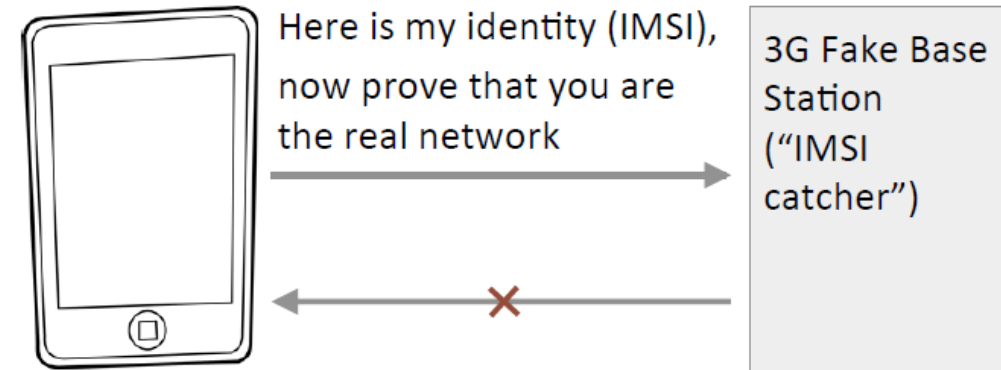 Here is my identity (IMSI),
now prove that you are
the real network
3G Fake Base
Station
(“IMSI
catcher”)